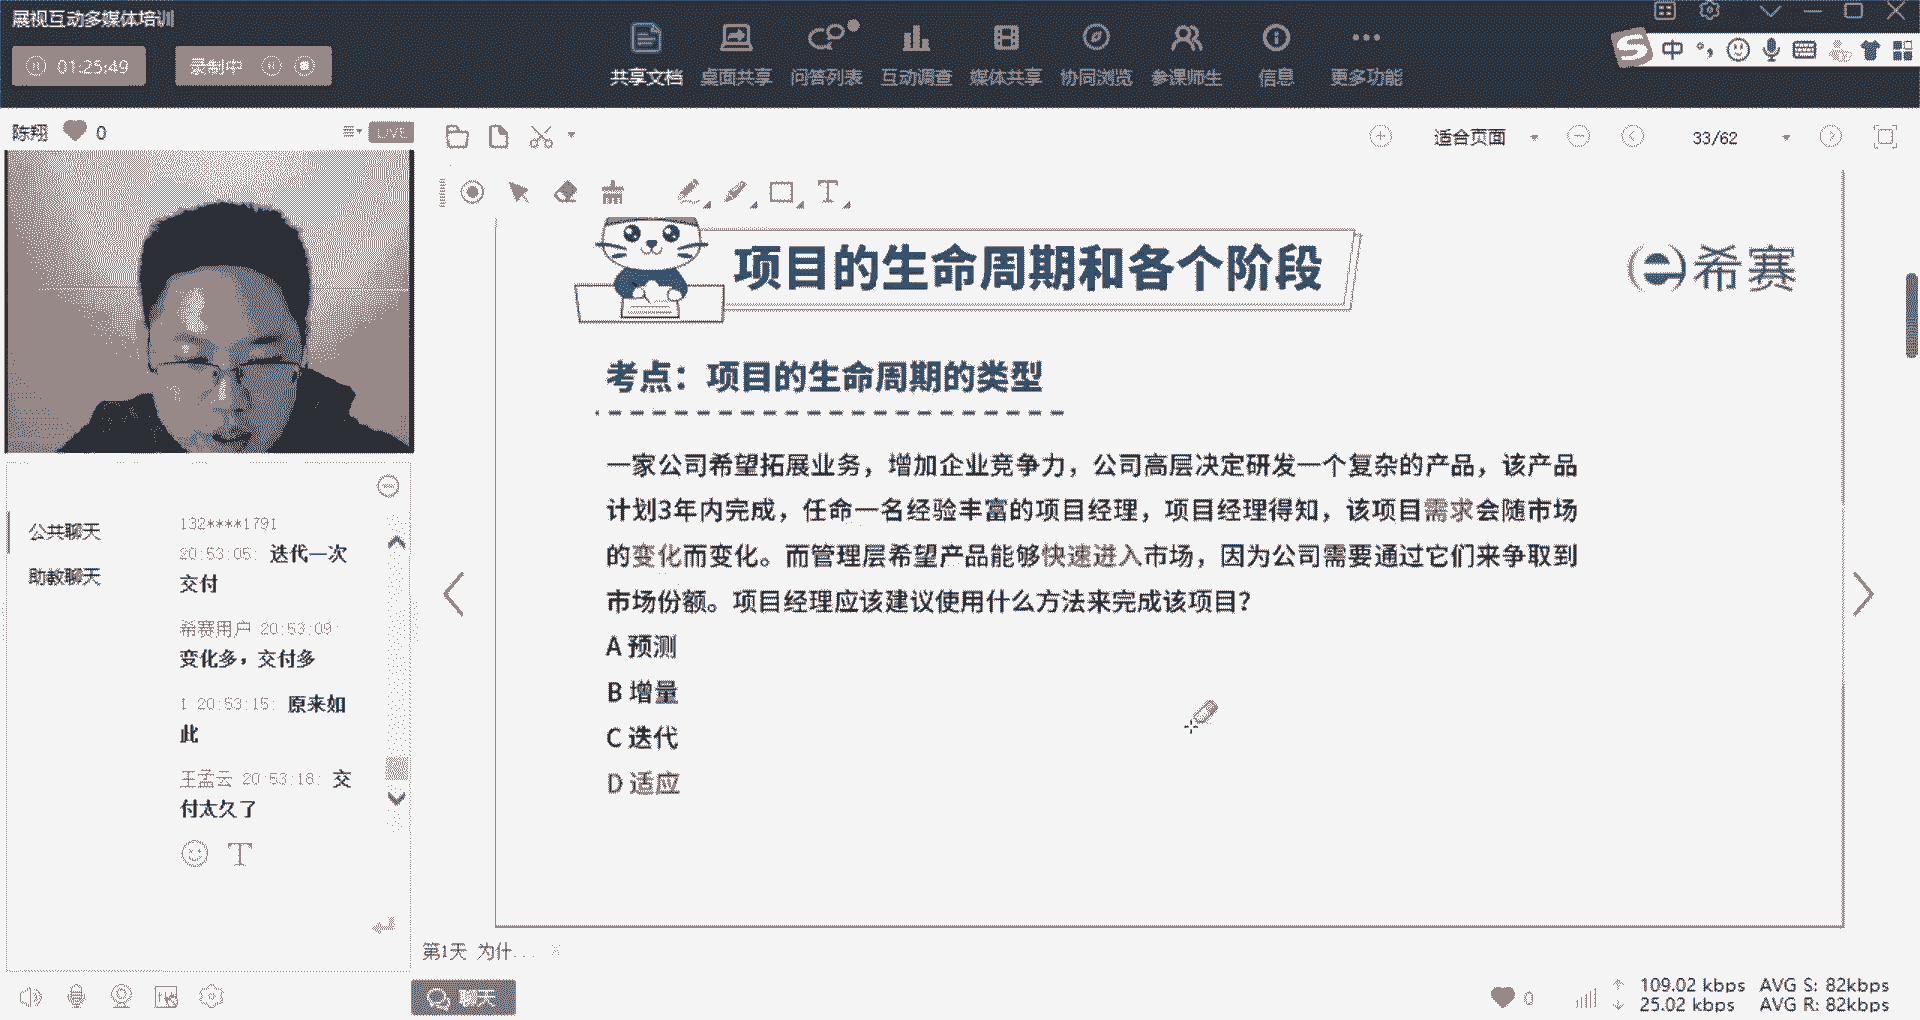 展视互动多媒体培训
01:25:49
录制中
共享文档
桌面共享
问答列表
互动调查
媒体共享
协同浏览
参课师生
信息
更多功能
S 中
陈翔 0
LIVE
适合页面
33/62
T
项目的生命周期和各个阶段
希赛
考点：项目的生命周期的类型
一家公司希望拓展业务，增加企业竞争力，公司高层决定研发一个复杂的产品，该产品
计划3年内完成，任命一名经验丰富的项目经理，项目经理得知，该项目需求会随市场
的变化而变化。而管理层希望产品能够快速进入市场，因为公司需要通过它们来争取到
市场份额。项目经理应该建议使用什么方法来完成该项目？
A 预测
B 增量
C 迭代
D 适应
公共聊天
助教聊天
132****1791
20:53:05: 迭代一次
交付
希赛用户 20:53:09:
变化多，交付多
1 20:53:15: 原来如
此
王孟云 20:53:18: 交
付太久了
T
第1天 为什...
聊天
0
109.02 kbps AVG S: 82kbps
25.02 kbps AVG R: 82kbps